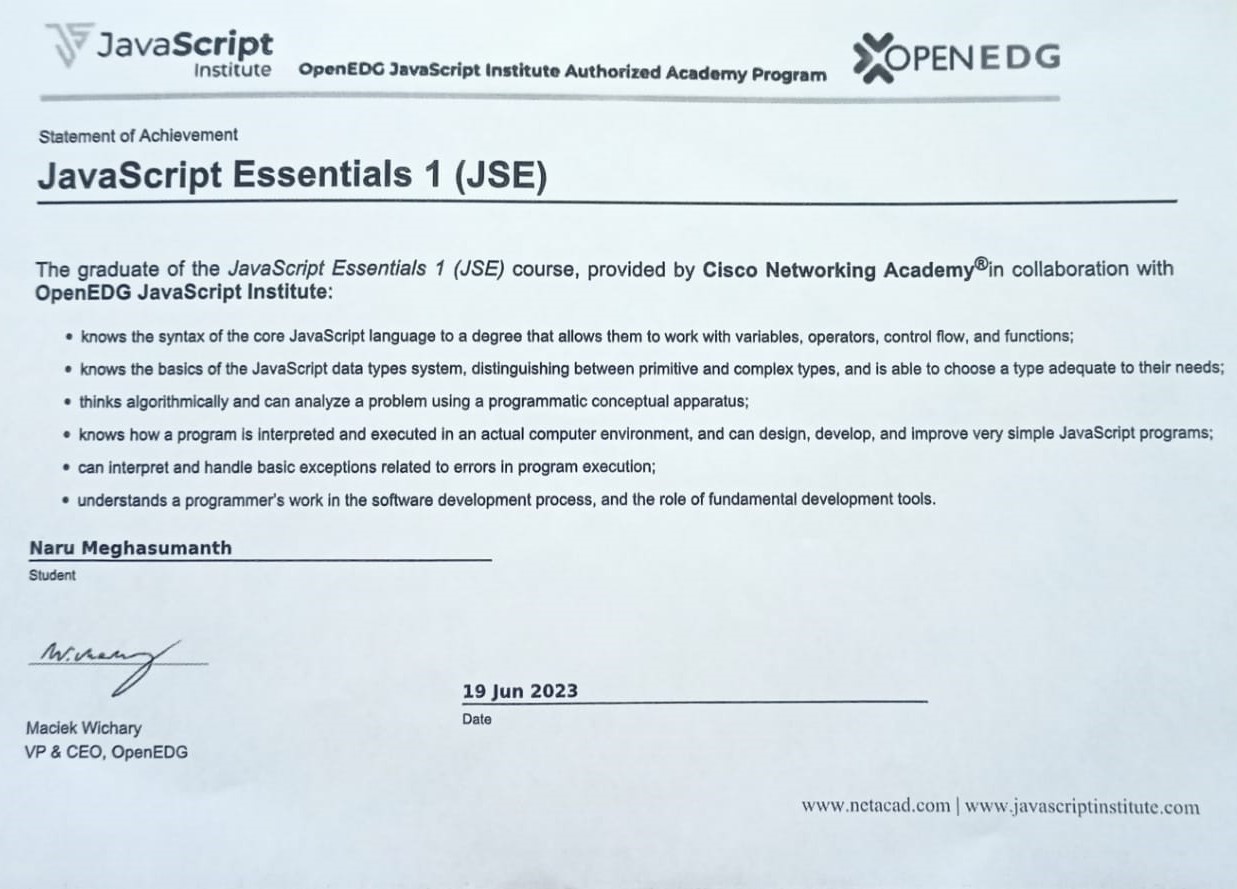 JavaScript
Institute
OpenEDG JavaScript Institute Authorized Academy Program
OPENEDG
Statement of Achievement
JavaScript Essentials 1 (JSE)
The graduate of the JavaScript Essentials 1 (JSE) course, provided by Cisco Networking Academy®in collaboration with
OpenEDG JavaScript Institute:
• knows the syntax of the core JavaScript language to a degree that allows them to work with variables, operators, control flow, and functions;
• knows the basics of the JavaScript data types system, distinguishing between primitive and complex types, and is able to choose a type adequate to their needs;
• thinks algorithmically and can analyze a problem using a programmatic conceptual apparatus;
• knows how a program is interpreted and executed in an actual computer environment, and can design, develop, and improve very simple JavaScript programs;
• can interpret and handle basic exceptions related to errors in program execution;
• understands a programmer's work in the software development process, and the role of fundamental development tools.
Naru Meghasumanth
Student
W.Wichary
Maciek Wichary
VP & CEO, OpenEDG
19 Jun 2023
Date
www.netacad.com | www.javascriptinstitute.com